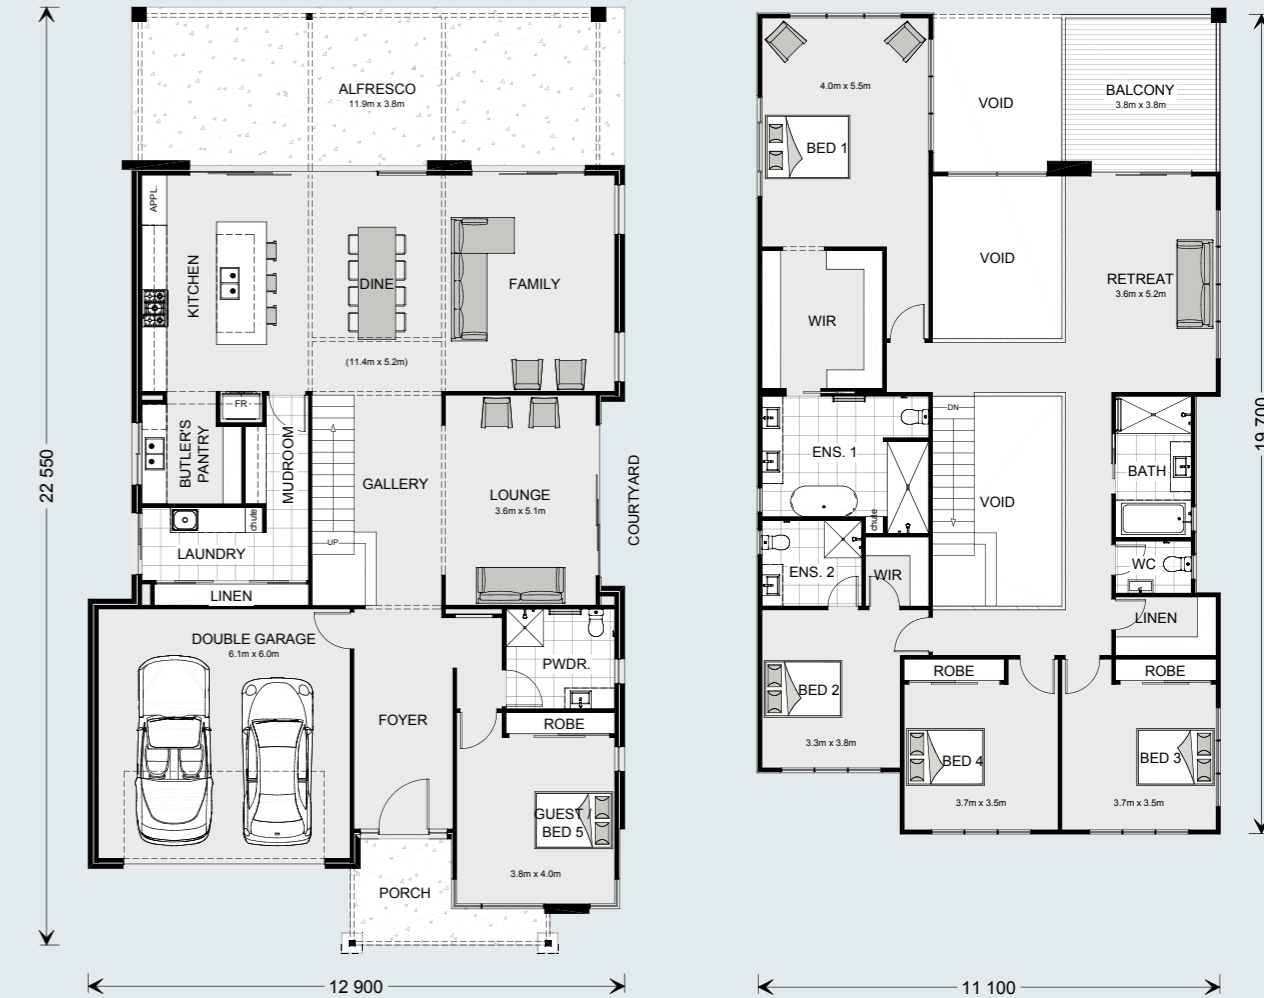 ALFRESCO
11.9m x 3.8m
APPL.
KITCHEN
DINE
FAMILY
(11.4m x 5.2m)
FR
BUTLER'S
PANTRY
MUDROOM
GALLERY
LOUNGE
3.6m x 5.1m
COURTYARD
chute
LAUNDRY
UP
LINEN
DOUBLE GARAGE
6.1m x 6.0m
PWDR.
FOYER
ROBE
GUEST /
BED 5
3.8m x 4.0m
PORCH
22 550
12 900
4.0m x 5.5m
BED 1
VOID
BALCONY
3.8m x 3.8m
VOID
RETREAT
3.6m x 5.2m
WIR
DN
ENS. 1
BATH
VOID
chute
ENS. 2
WIR
WC
LINEN
BED 2
3.3m x 3.8m
ROBE
ROBE
BED 4
3.7m x 3.5m
BED 3
3.7m x 3.5m
19 700
11 100